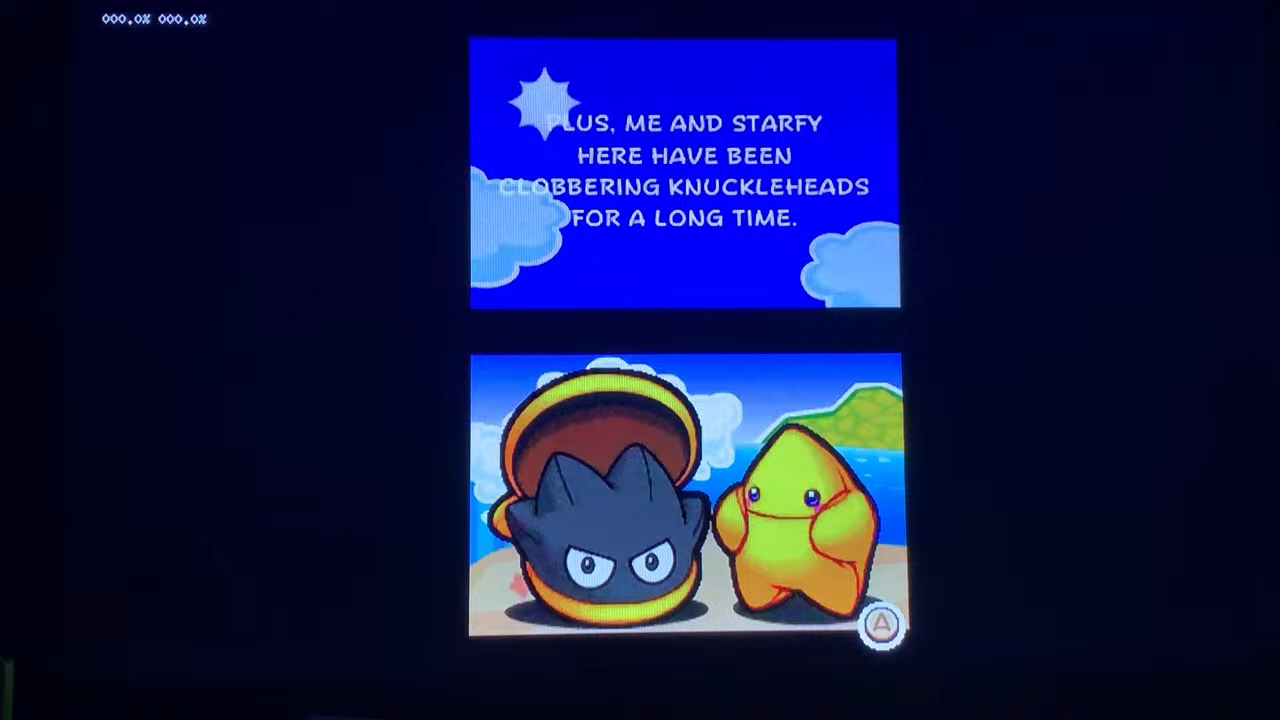 000.0% 000.0%
PLUS, ME AND STARFY
HERE HAVE BEEN
CLOBBERING KNUCKLEHEADS
FOR A LONG TIME.
A